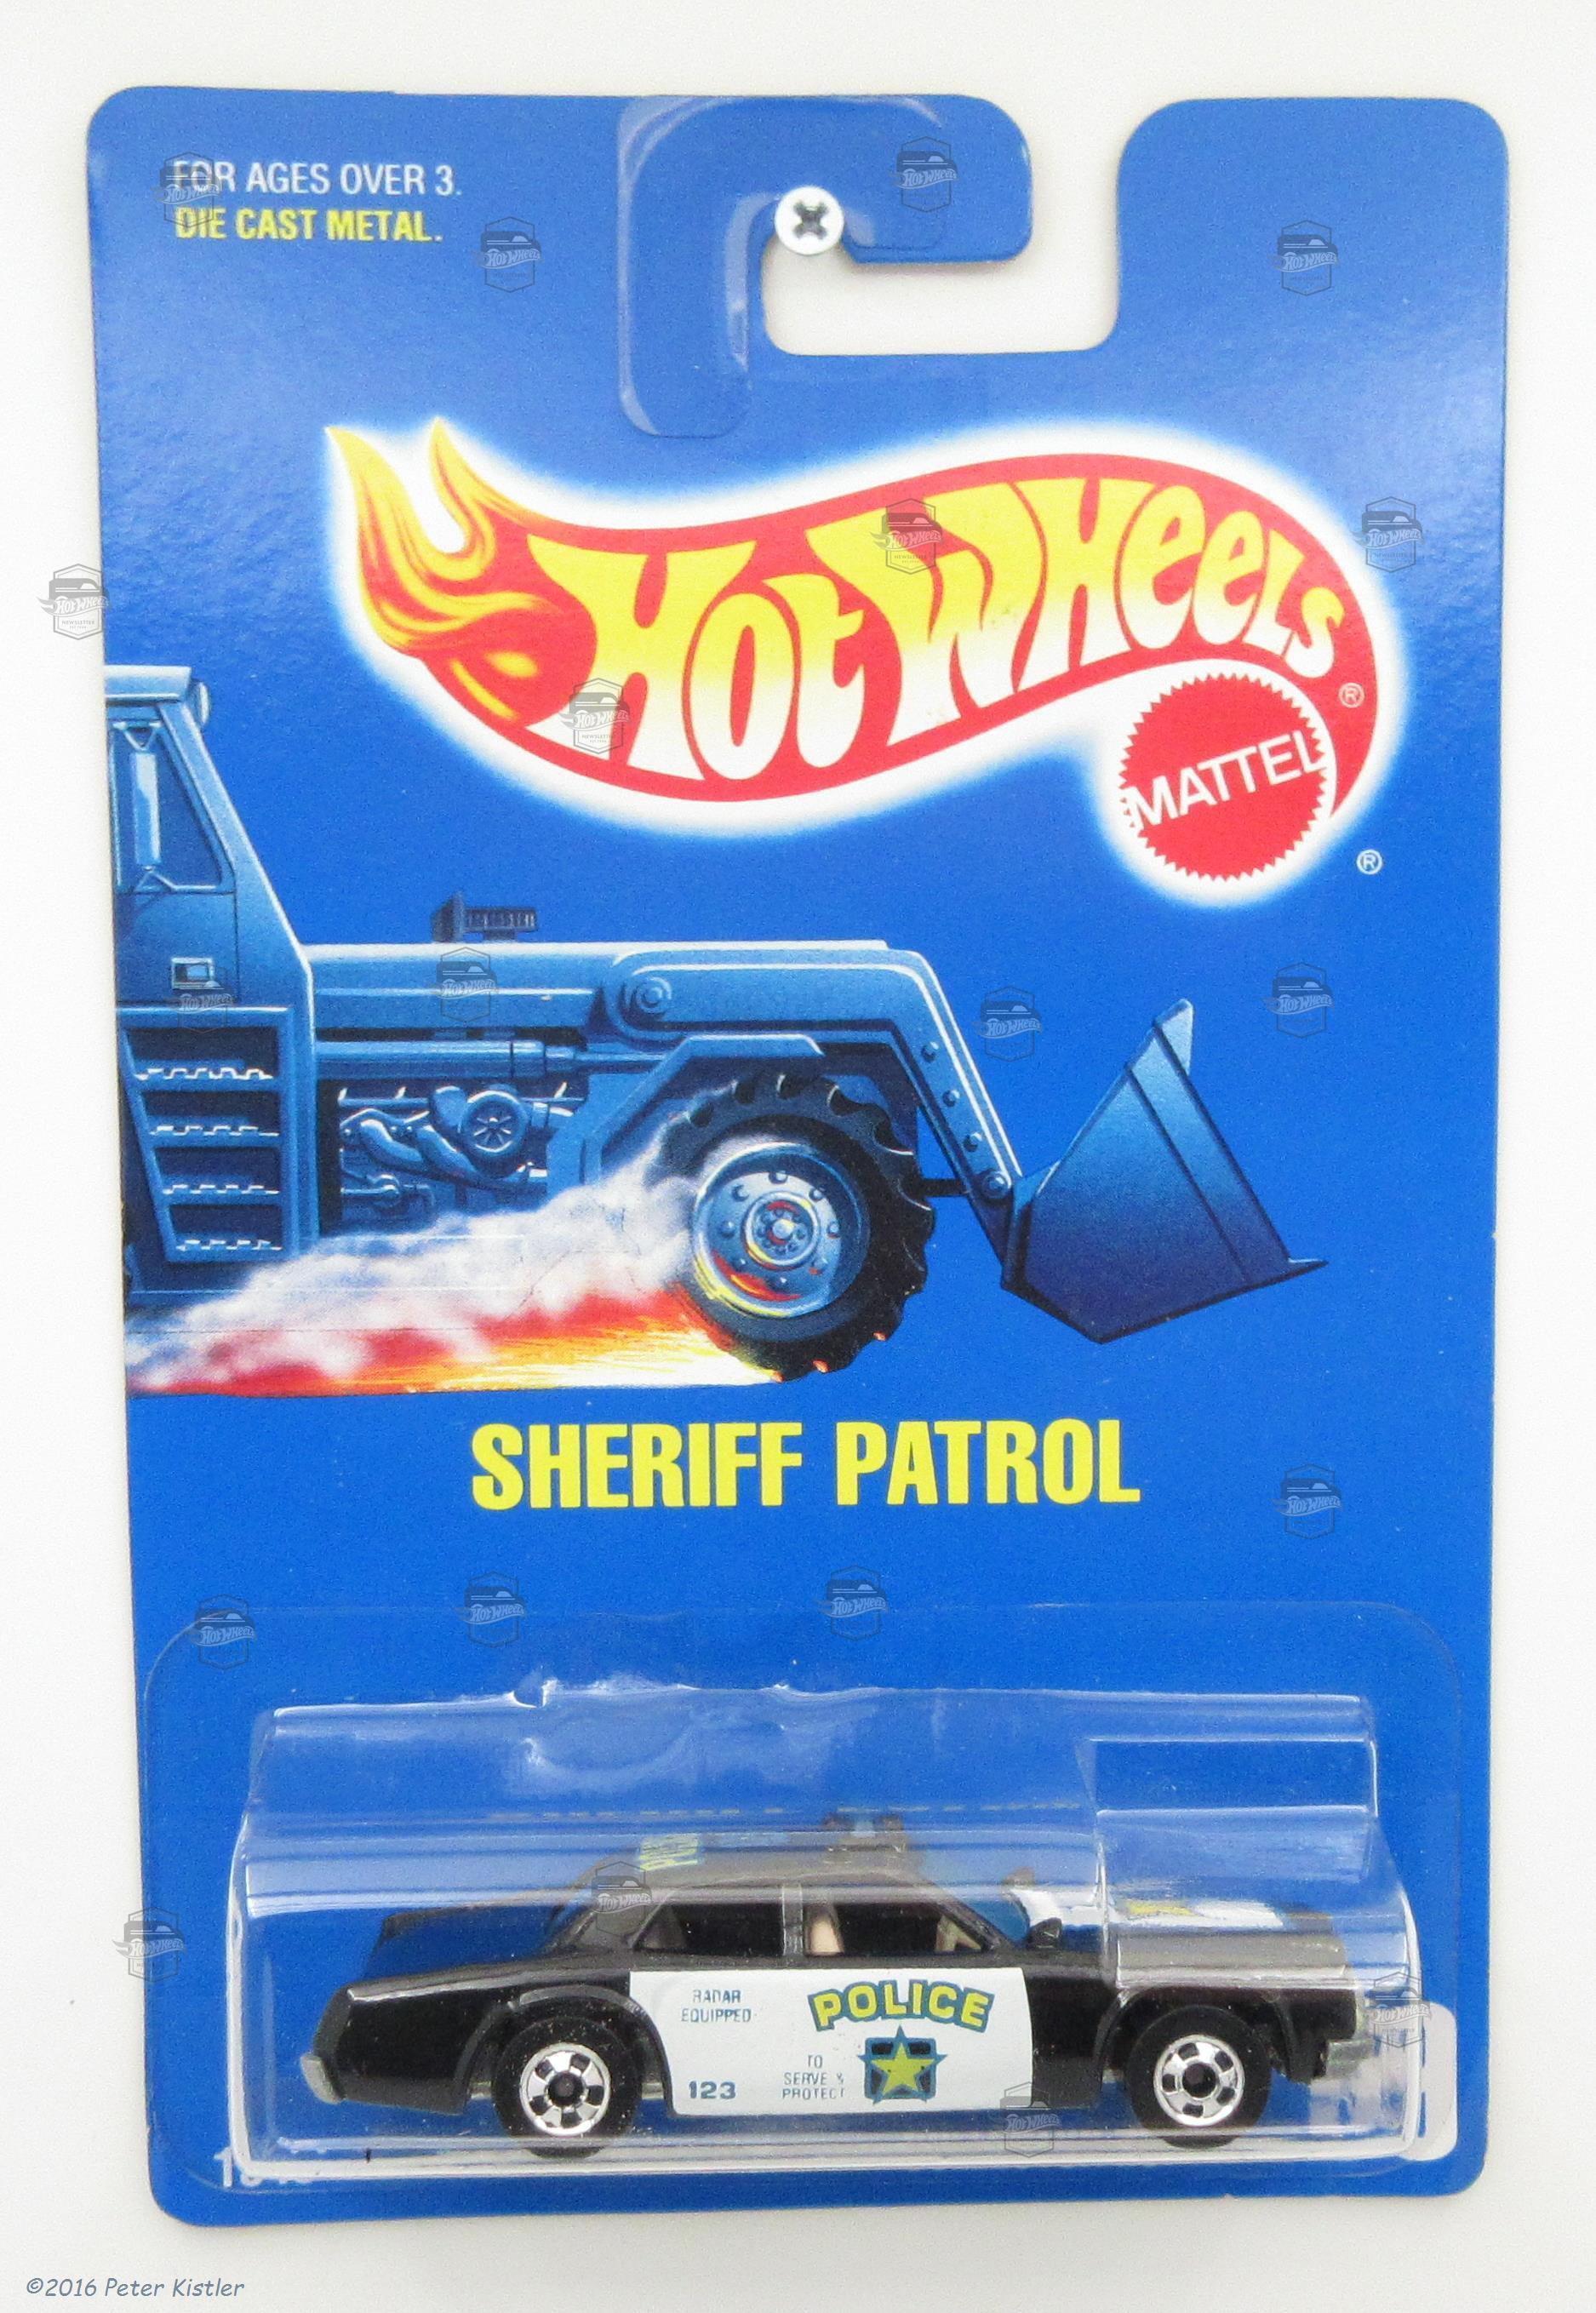 FOR AGES OVER 3.
DIE CAST METAL.
HOT WHEELS
®
MATTEL
®
SHERIFF PATROL
RADAR
EQUIPPED
POLICE
TO
SERVE &
PROTECT
123
©2016 Peter Kistler